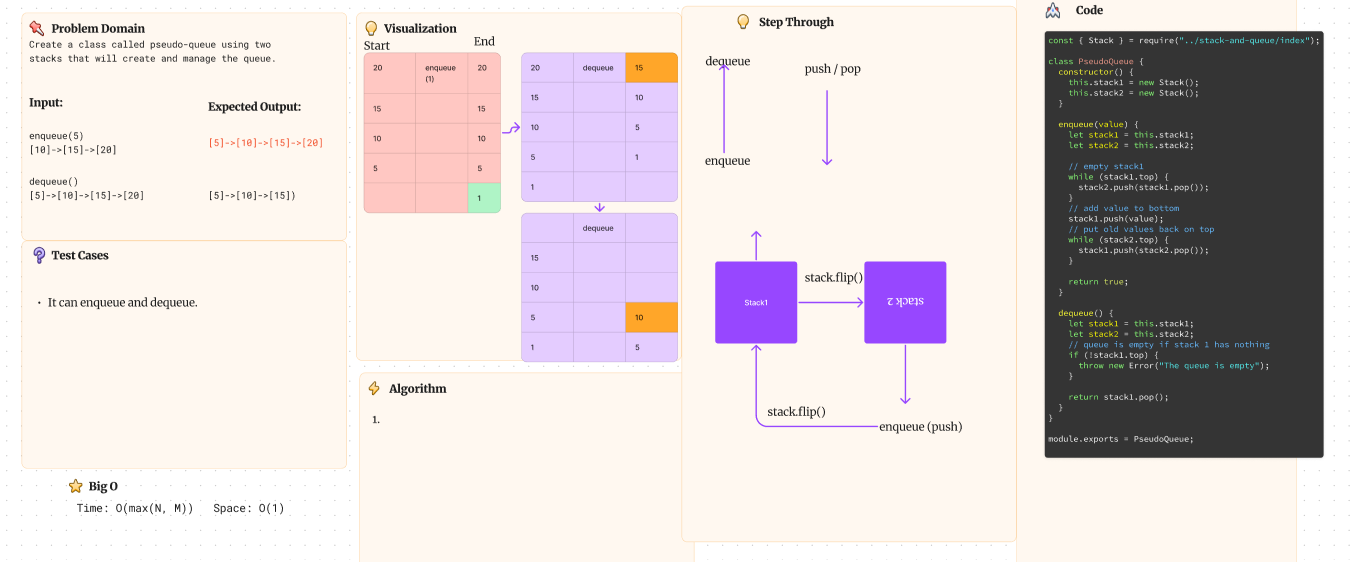 Problem Domain
Create a class called pseudo-queue using two
stacks that will create and manage the queue.
Input:
Expected Output:
enqueue(5)
[10]->[15]->[20]
[5]->[10]->[15]->[20]
dequeue()
[5]->[10]->[15]->[20]
[5]->[10]->[15])
Test Cases
• It can enqueue and dequeue.
Big O
Time: O(max(N, M)) Space: O(1)
Visualization
Start
End
20 enqueue (1) 20
15 15
10 10
5 5
1
20 dequeue 15
15 10
10 5
5 1
1
dequeue
15
10
5 10
1 5
Algorithm
1.
Step Through
dequeue
push / pop
enqueue
stack.flip()
Stack1
stack 2
stack.flip()
enqueue (push)
Code
const { Stack } = require("../stack-and-queue/index");
class PseudoQueue {
constructor() {
this.stack1 = new Stack();
this.stack2 = new Stack();
}
enqueue(value) {
let stack1 = this.stack1;
let stack2 = this.stack2;
// empty stack1
while (stack1.top) {
stack2.push(stack1.pop());
}
// add value to bottom
stack1.push(value);
// put old values back on top
while (stack2.top) {
stack1.push(stack2.pop());
}
return true;
}
dequeue() {
let stack1 = this.stack1;
let stack2 = this.stack2;
// queue is empty if stack 1 has nothing
if (!stack1.top) {
throw new Error("The queue is empty");
}
return stack1.pop();
}
}
module.exports = PseudoQueue;